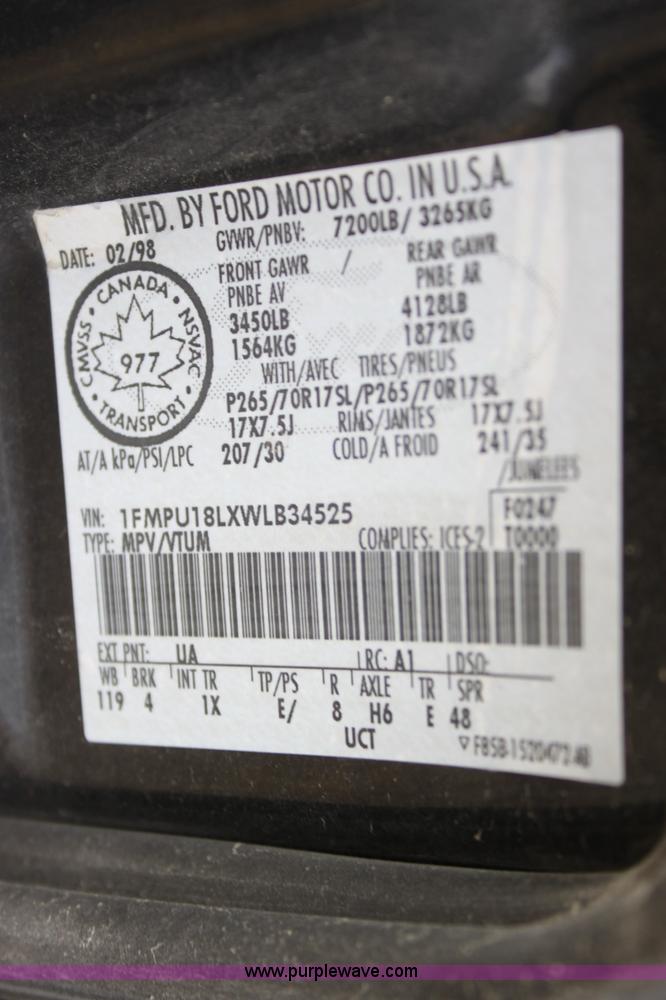 MFD. BY FORD MOTOR CO. IN U.S.A.
DATE: 02/98 GVWR/PNBV: 7200LB/ 3265KG
FRONT GAWR / REAR GAWR
PNBE AV PNBE AR
3450LB 4128LB
1564KG 1872KG
CANADA • NSVAC • TRANSPORT • CMVSS •
977
WITH/AVEC TIRES/PNEUS
P265/70R17SL/P265/70R17SL
17X7.5J RIMS/JANTES 17X7.5J
AT/A kPa/PSI/LPC 207/30 COLD/A FROID 241/35
/JUMELEES
VIN: 1FMPU18LXWLB34525 F0247
TYPE: MPV/VTUM COMPLIES: ICES-2 T0000
EXT PNT: UA RC: A1 DSO:
WB BRK INT TR TP/PS R AXLE TR SPR
119 4 1X E/ 8 H6 E 48
UCT
www.purplewave.com